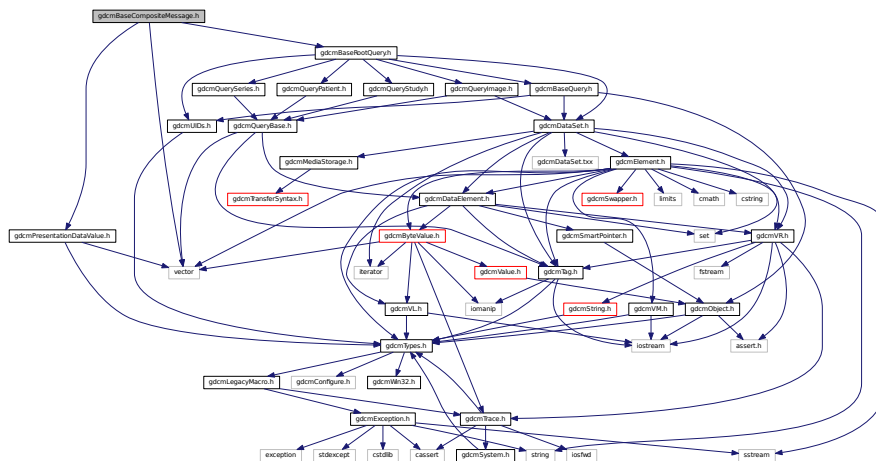 gdcmBaseCompositeMessage.h
gdcmBaseRootQuery.h
gdcmQuerySeries.h
gdcmQueryPatient.h
gdcmQueryStudy.h
gdcmQueryImage.h
gdcmBaseQuery.h
gdcmUIDs.h
gdcmQueryBase.h
gdcmDataSet.h
gdcmMediaStorage.h
gdcmDataSet.txx
gdcmElement.h
gdcmTransferSyntax.h
gdcmDataElement.h
gdcmSwapper.h
limits
cmath
cstring
gdcmPresentationDataValue.h
gdcmByteValue.h
gdcmSmartPointer.h
set
gdcmVR.h
vector
iterator
gdcmValue.h
gdcmTag.h
fstream
gdcmVL.h
iomanip
gdcmString.h
gdcmVM.h
gdcmObject.h
gdcmTypes.h
iostream
assert.h
gdcmLegacyMacro.h
gdcmConfigure.h
gdcmWin32.h
gdcmException.h
gdcmTrace.h
exception
stdexcept
cstdlib
cassert
gdcmSystem.h
string
iosfwd
sstream